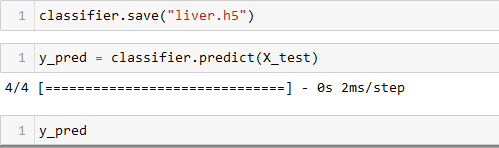 1 classifier.save("liver.h5")
1 y_pred = classifier.predict(X_test)
4/4 [==============================] - 0s 2ms/step
1 y_pred